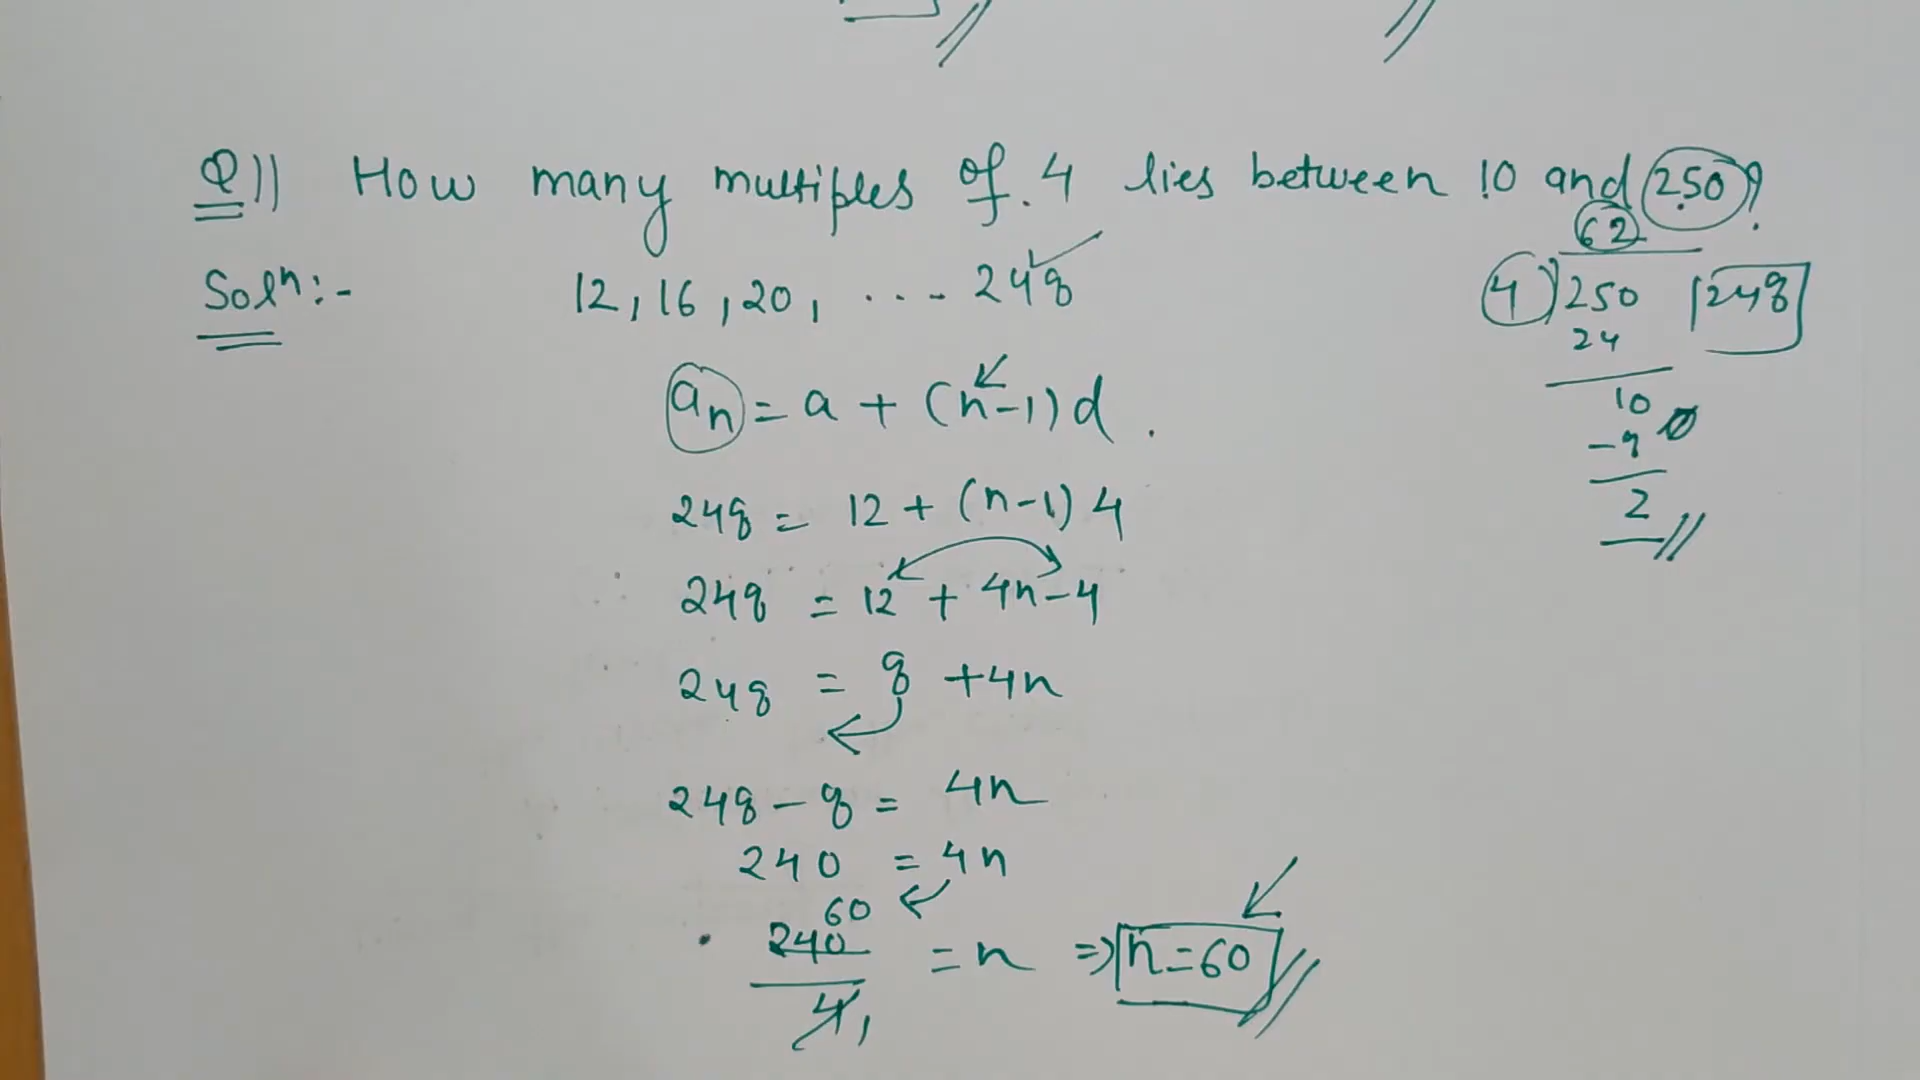 Q11 How many multiples of 4 lies between 10 and 250?
Solⁿ:- 12, 16, 20, .... 248
aₙ = a + (n-1) d.
248 = 12 + (n-1) 4
248 = 12 + 4n - 4
248 = 8 + 4n
248 - 8 = 4n
240 = 4n
60
240/4 1 = n ⇒ n = 60
62
4)250 248
24
10
-8
2